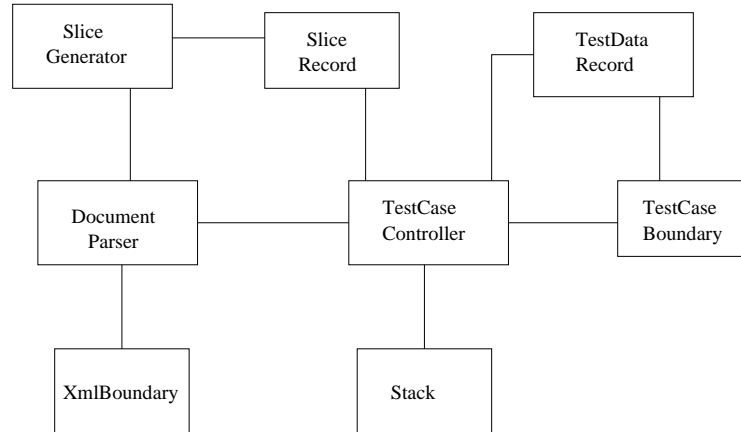 Slice
Generator
Slice
Record
TestData
Record
Document
Parser
TestCase
Controller
TestCase
Boundary
XmlBoundary
Stack